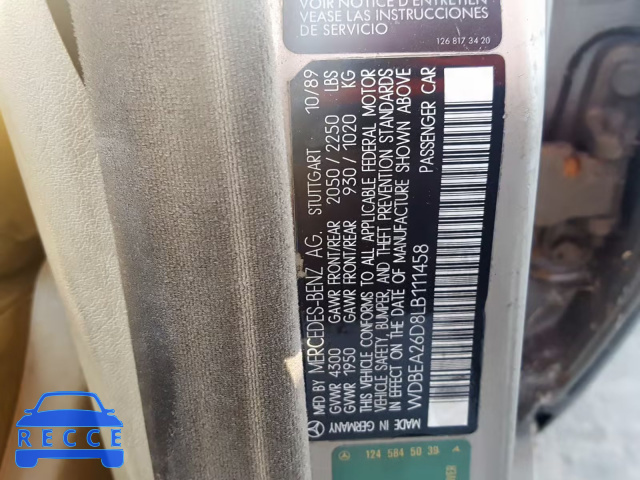 VOIR NOTICE D'ENTRETIEN
VEASE LAS INSTRUCCIONES
DE SERVICIO
126 817 34 20
MFD BY MERCEDES-BENZ AG. STUTTGART 10/89
GVWR 4300 GAWR FRONT/REAR 2050/2250 LBS
GVWR 1950 GAWR FRONT/REAR 930/1020 KG
THIS VEHICLE CONFORMS TO ALL APPLICABLE FEDERAL MOTOR
VEHICLE SAFETY, BUMPER, AND THEFT PREVENTION STANDARDS
IN EFFECT ON THE DATE OF MANUFACTURE SHOWN ABOVE
MADE IN GERMANY PASSENGER CAR
WDBEA26D8LB111458
124 584 50 39 A
RECCE